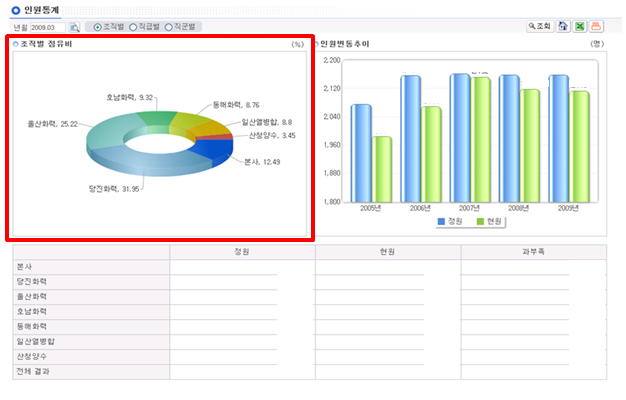 인원통계
년월 2009.03 조직별 직급별 직군별 조회
조직별 점유비 (%)
호남화력, 9.32
동해화력, 8.76
울산화력, 25.22
일산열병합, 8.8
산청양수, 3.45
본사, 12.49
당진화력, 31.95
인원변동추이 (명)
2,200
2,120
2,040
1,960
1,880
1,800
2005년 2006년 2007년 2008년 2009년
정원 현원
정원 현원 과부족
본사
당진화력
울산화력
호남화력
동해화력
일산열병합
산청양수
전체 결과